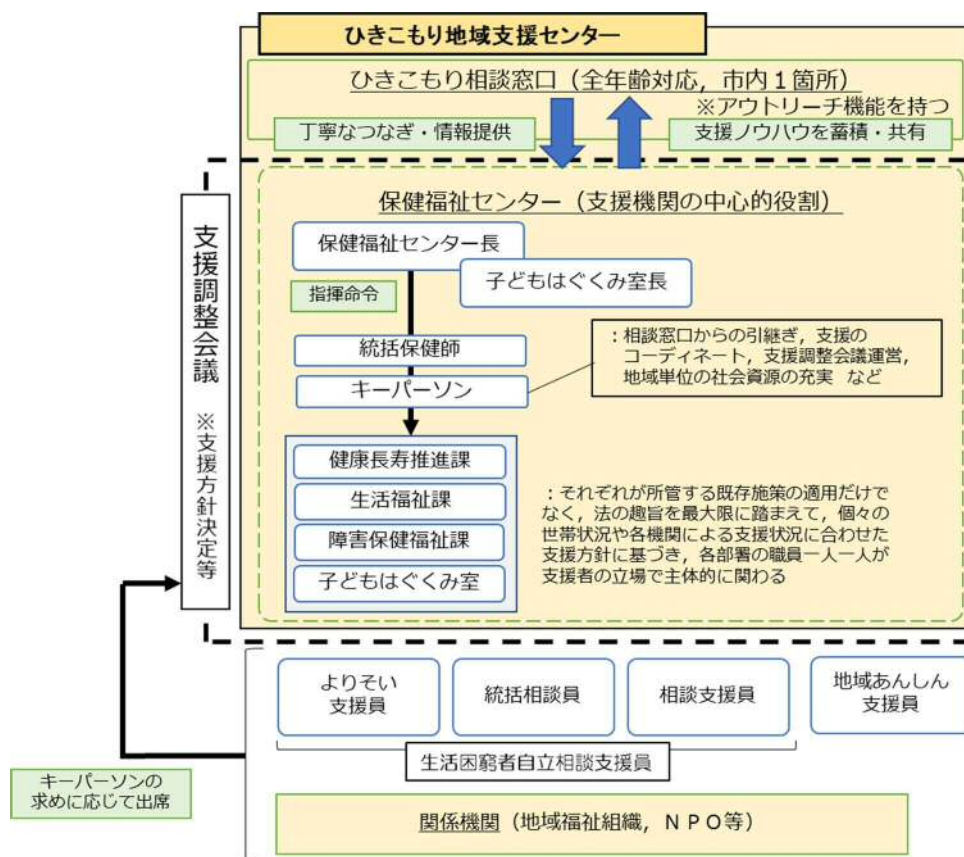 ひきこもり地域支援センター
ひきこもり相談窓口（全年齢対応，市内１箇所）
※アウトリーチ機能を持つ
丁寧なつなぎ・情報提供
支援ノウハウを蓄積・共有
支援調整会議 ※支援方針決定等
保健福祉センター（支援機関の中心的役割）
保健福祉センター長
子どもはぐくみ室長
指揮命令
統括保健師
キーパーソン
：相談窓口からの引継ぎ，支援の
コーディネート，支援調整会議運営，
地域単位の社会資源の充実 など
健康長寿推進課
生活福祉課
障害保健福祉課
子どもはぐくみ室
：それぞれが所管する既存施策の適用だけで
なく，法の趣旨を最大限に踏まえて，個々の
世帯状況や各機関による支援状況に合わせた
支援方針に基づき，各部署の職員一人一人が
支援者の立場で主体的に関わる
よりそい
支援員
統括相談員
相談支援員
地域あんしん
支援員
生活困窮者自立相談支援員
キーパーソンの
求めに応じて出席
関係機関（地域福祉組織，ＮＰＯ等）